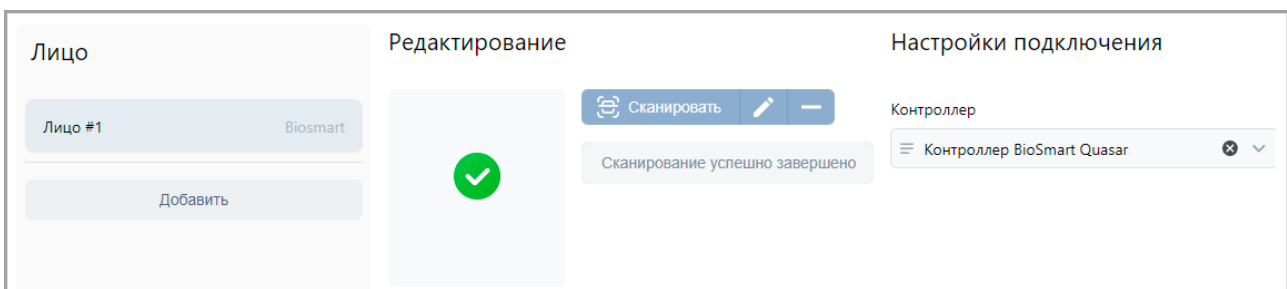 Лицо
Лицо #1 Biosmart
Добавить
Редактирование
Сканировать
Сканирование успешно завершено
Настройки подключения
Контроллер
Контроллер BioSmart Quasar